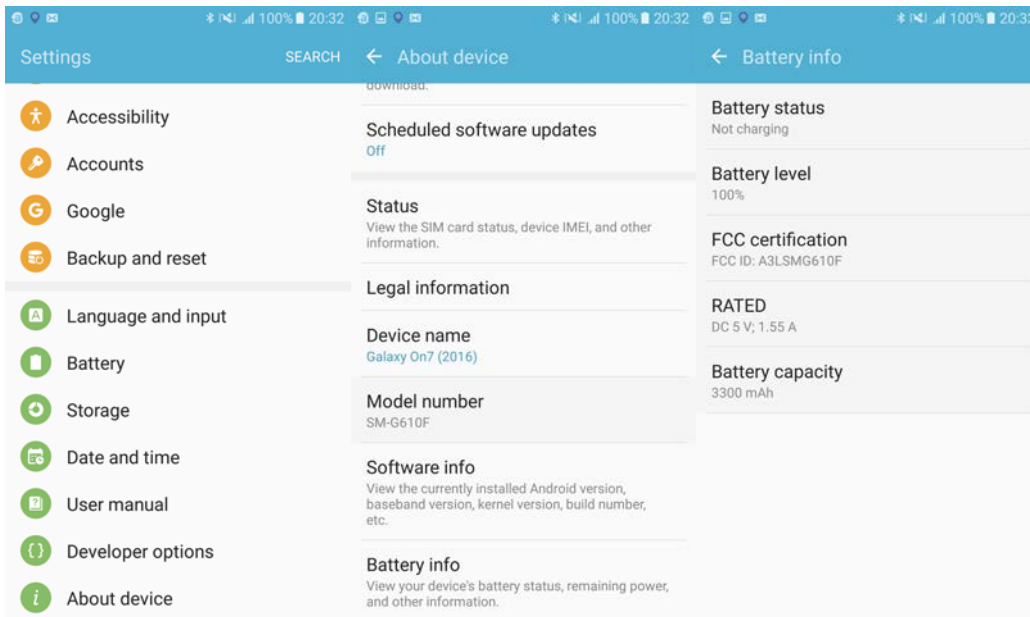 100% 20:32
Settings
SEARCH
Accessibility
Accounts
Google
Backup and reset
Language and input
Battery
Storage
Date and time
User manual
Developer options
About device
100% 20:32
About device
download.
Scheduled software updates
Off
Status
View the SIM card status, device IMEI, and other
information.
Legal information
Device name
Galaxy On7 (2016)
Model number
SM-G610F
Software info
View the currently installed Android version,
baseband version, kernel version, build number,
etc.
Battery info
View your device's battery status, remaining power,
and other information.
100% 20:32
Battery info
Battery status
Not charging
Battery level
100%
FCC certification
FCC ID: A3LSMG610F
RATED
DC 5 V; 1.55 A
Battery capacity
3300 mAh